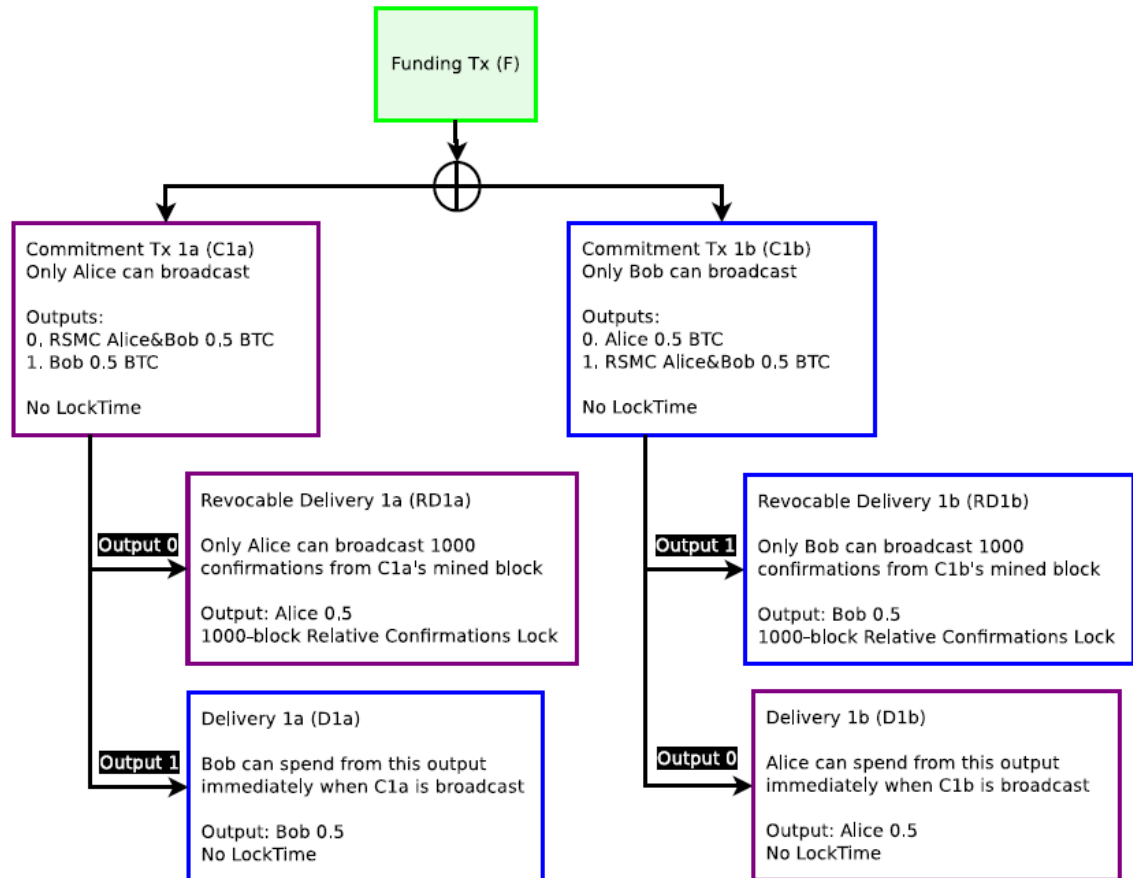 Funding Tx (F)
Commitment Tx 1a (C1a)
Only Alice can broadcast
Outputs:
0. RSMC Alice&Bob 0.5 BTC
1. Bob 0.5 BTC
No LockTime
Commitment Tx 1b (C1b)
Only Bob can broadcast
Outputs:
0. Alice 0.5 BTC
1. RSMC Alice&Bob 0.5 BTC
No LockTime
Output 0
Revocable Delivery 1a (RD1a)
Only Alice can broadcast 1000
confirmations from C1a's mined block
Output: Alice 0.5
1000-block Relative Confirmations Lock
Output 1
Revocable Delivery 1b (RD1b)
Only Bob can broadcast 1000
confirmations from C1b's mined block
Output: Bob 0.5
1000-block Relative Confirmations Lock
Output 1
Delivery 1a (D1a)
Bob can spend from this output
immediately when C1a is broadcast
Output: Bob 0.5
No LockTime
Output 0
Delivery 1b (D1b)
Alice can spend from this output
immediately when C1b is broadcast
Output: Alice 0.5
No LockTime